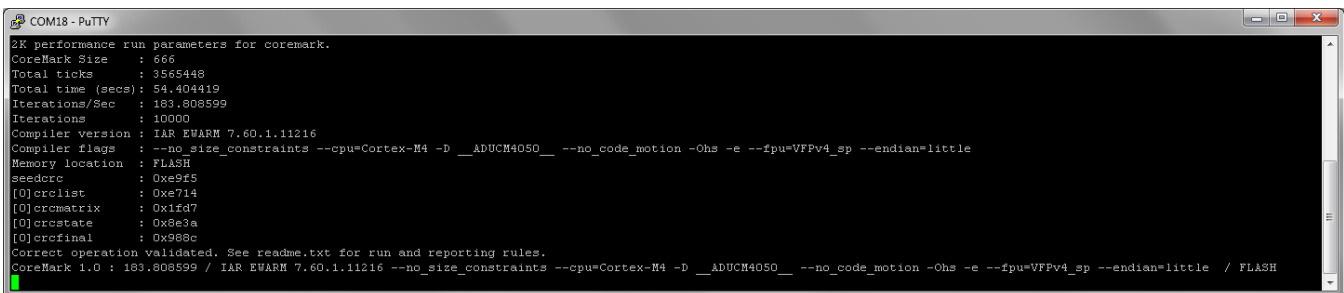 COM18 - PuTTY
2K performance run parameters for coremark.
CoreMark Size    : 666
Total ticks      : 3565448
Total time (secs): 54.404419
Iterations/Sec   : 183.808599
Iterations       : 10000
Compiler version : IAR EWARM 7.60.1.11216
Compiler flags   : --no_size_constraints --cpu=Cortex-M4 -D __ADUCM4050__ --no_code_motion -Ohs -e --fpu=VFPv4_sp --endian=little
Memory location  : FLASH
seedcrc          : 0xe9f5
[0]crclist       : 0xe714
[0]crcmatrix     : 0x1fd7
[0]crcstate      : 0x8e3a
[0]crcfinal      : 0x988c
Correct operation validated. See readme.txt for run and reporting rules.
CoreMark 1.0 : 183.808599 / IAR EWARM 7.60.1.11216 --no_size_constraints --cpu=Cortex-M4 -D __ADUCM4050__ --no_code_motion -Ohs -e --fpu=VFPv4_sp --endian=little  / FLASH